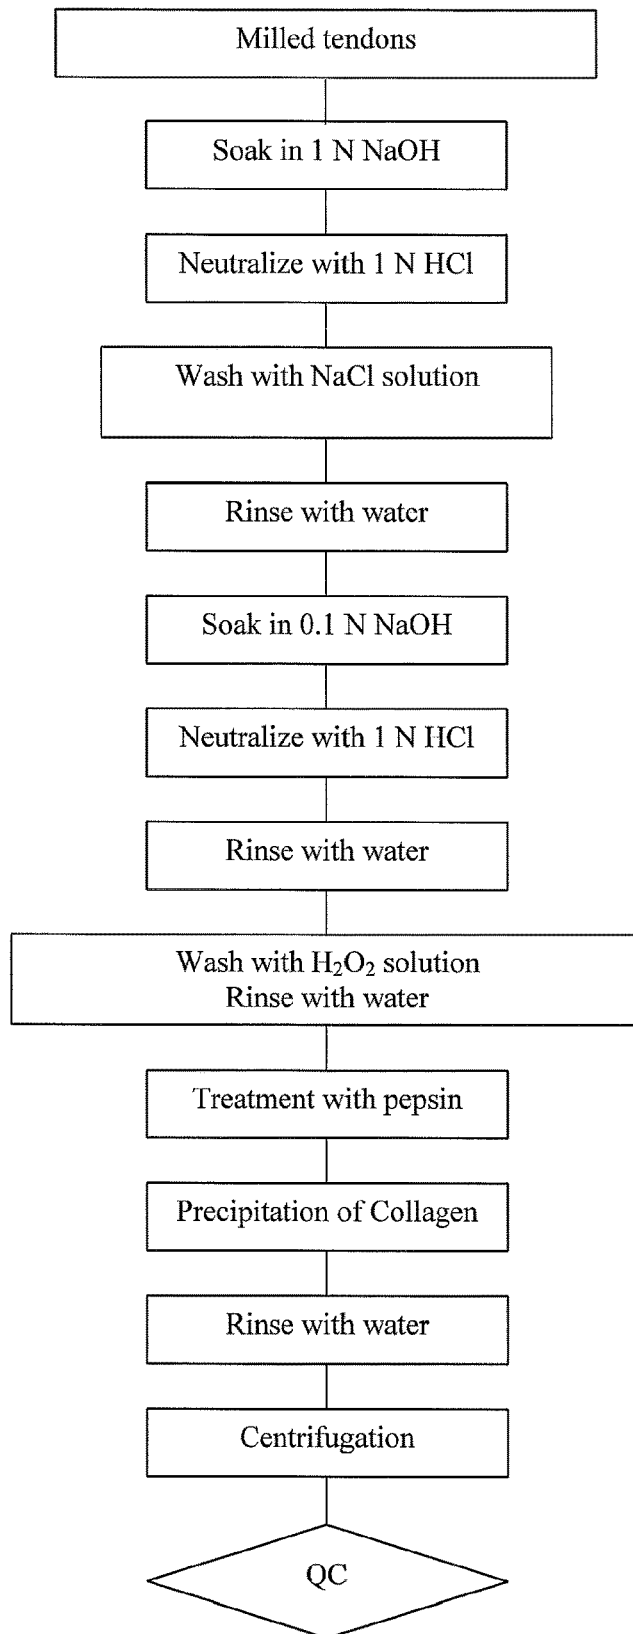 Milled tendons
Soak in 1 N NaOH
Neutralize with 1 N HCl
Wash with NaCl solution
Rinse with water
Soak in 0.1 N NaOH
Neutralize with 1 N HCl
Rinse with water
Wash with H₂O₂ solution
Rinse with water
Treatment with pepsin
Precipitation of Collagen
Rinse with water
Centrifugation
QC